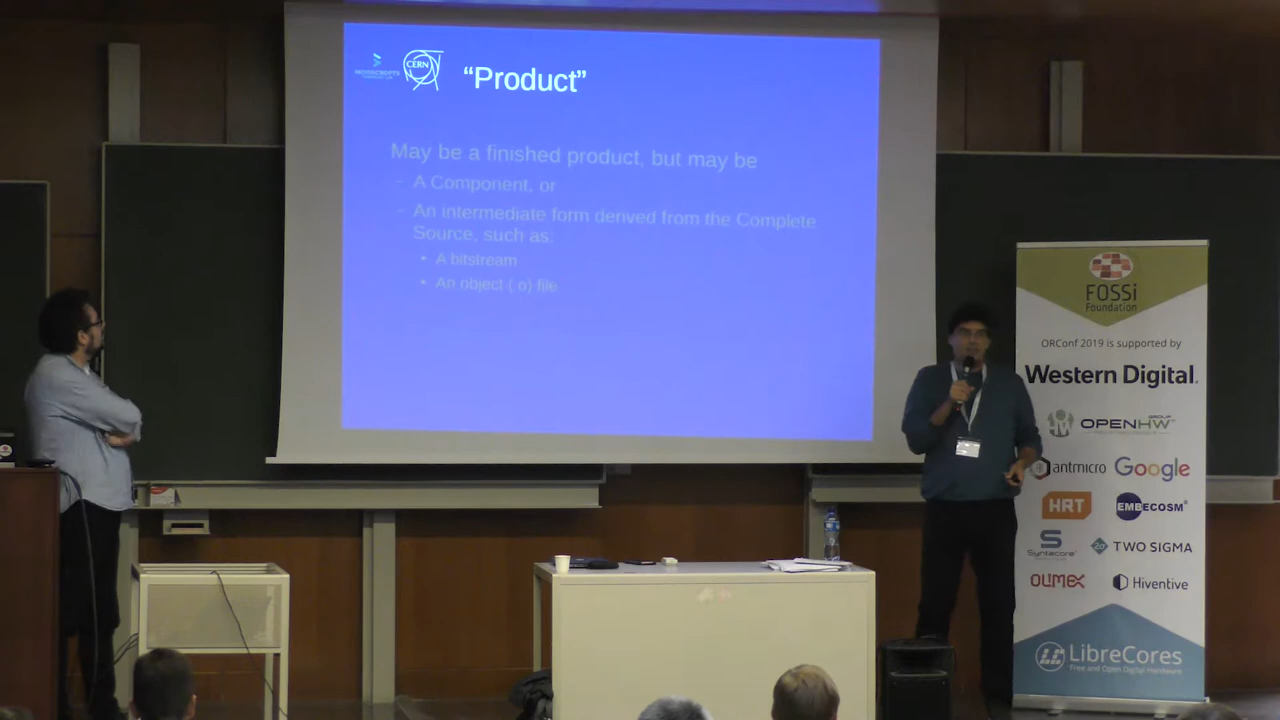 CERN
“Product”
May be a finished product, but may be
- A Component, or
- An intermediate form derived from the Complete
Source, such as:
• A bitstream
• An object (.o) file
FOSSi
Foundation
ORConf 2019 is supported by
Western Digital.
OPENHW GROUP
antmicro Google
HRT EMBECOSM®
Syntacore TWO SIGMA
OLIMEX Hiventive
LibreCores
Free and Open Digital Hardware